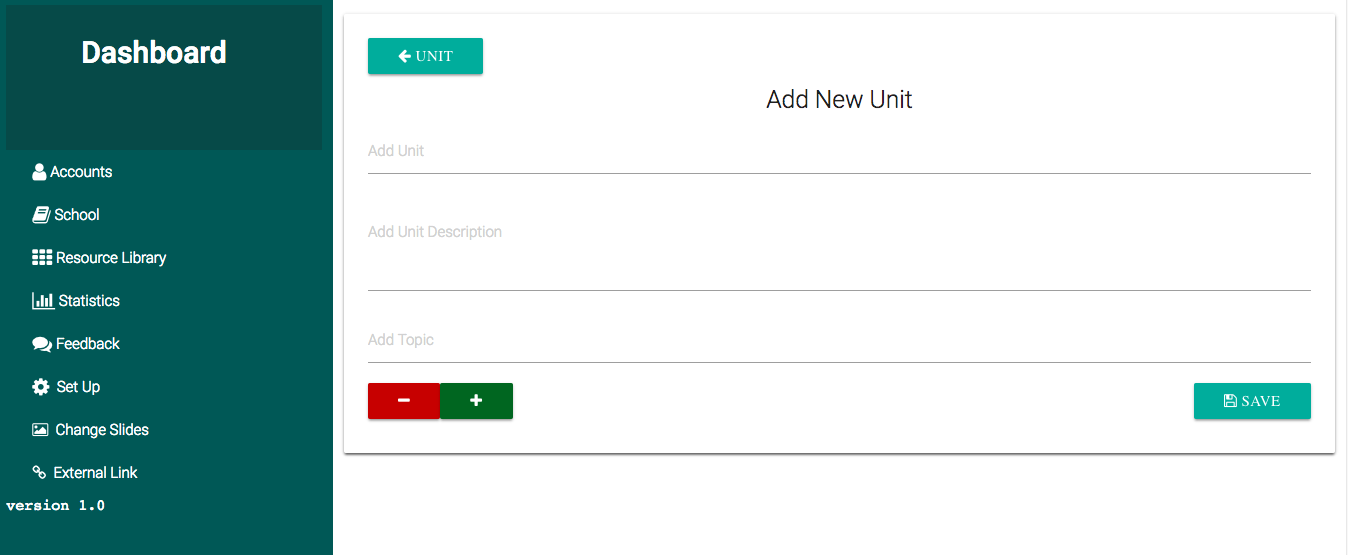 Dashboard
Accounts
School
Resource Library
Statistics
Feedback
Set Up
Change Slides
External Link
version 1.0
UNIT
Add New Unit
Add Unit
Add Unit Description
Add Topic
SAVE